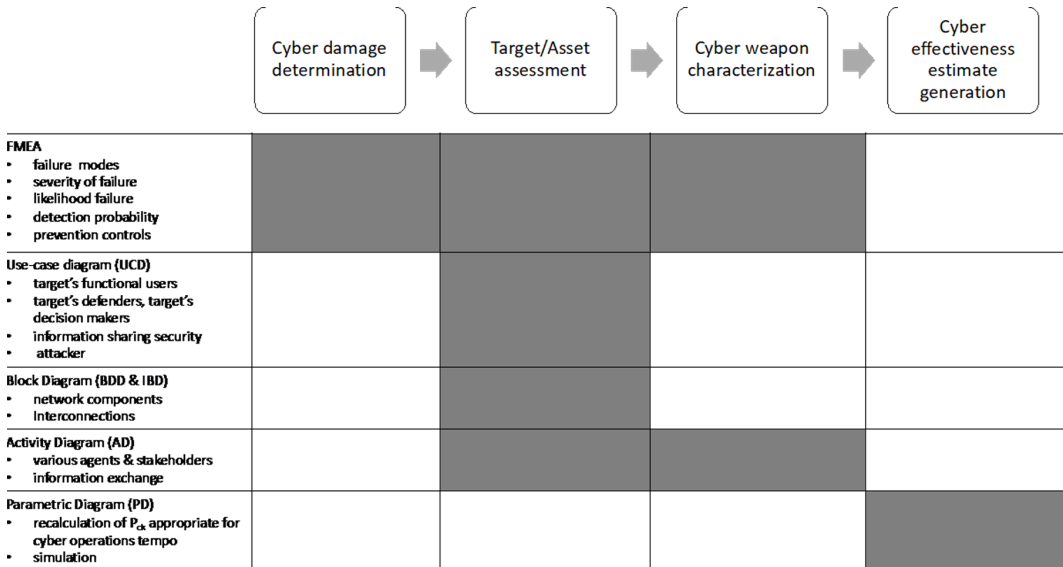 Cyber damage
determination
Target/Asset
assessment
Cyber weapon
characterization
Cyber
effectiveness
estimate
generation
FMEA
• failure modes
• severity of failure
• likelihood failure
• detection probability
• prevention controls
Use-case diagram (UCD)
• target's functional users
• target's defenders, target's
decision makers
• information sharing security
• attacker
Block Diagram (BDD & IBD)
• network components
• Interconnections
Activity Diagram (AD)
• various agents & stakeholders
• information exchange
Parametric Diagram (PD)
• recalculation of Pck appropriate for
cyber operations tempo
• simulation